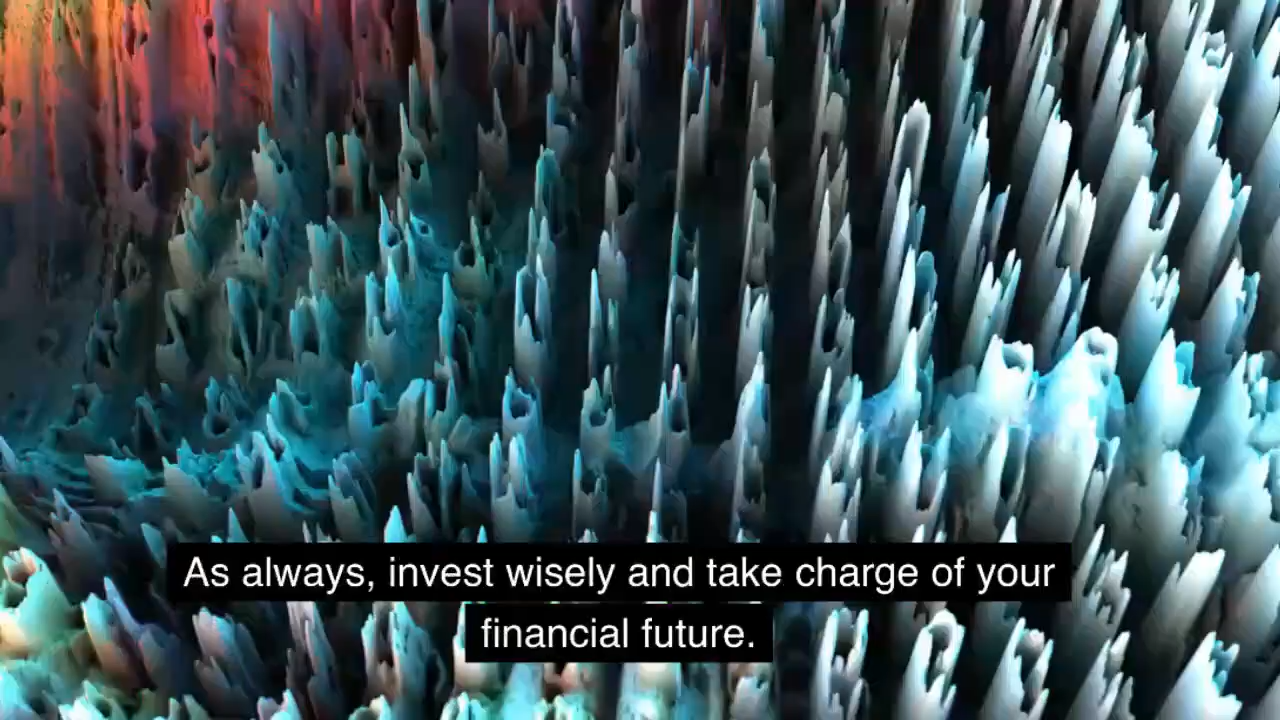 As always, invest wisely and take charge of your
financial future.